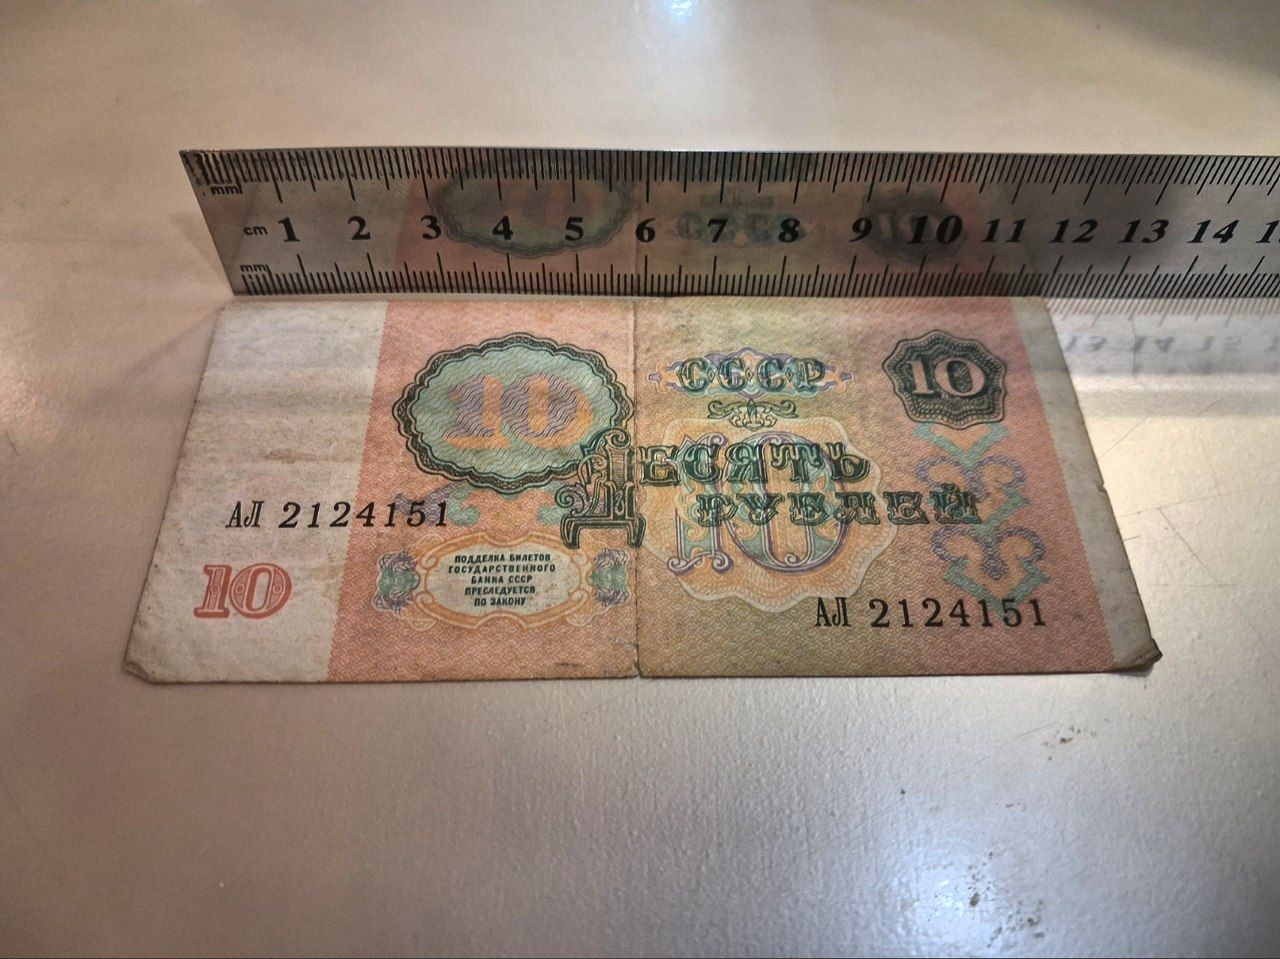 mm
cm 1 2 3 4 5 6 7 8 9 10 11 12 13 14
mm
10
СССР
10
ДЕСЯТЬ
РУБЛЕЙ
10
АЛ 2124151
10
ПОДДЕЛКА БИЛЕТОВ
ГОСУДАРСТВЕННОГО
БАНКА СССР
ПРЕСЛЕДУЕТСЯ
ПО ЗАКОНУ
АЛ 2124151